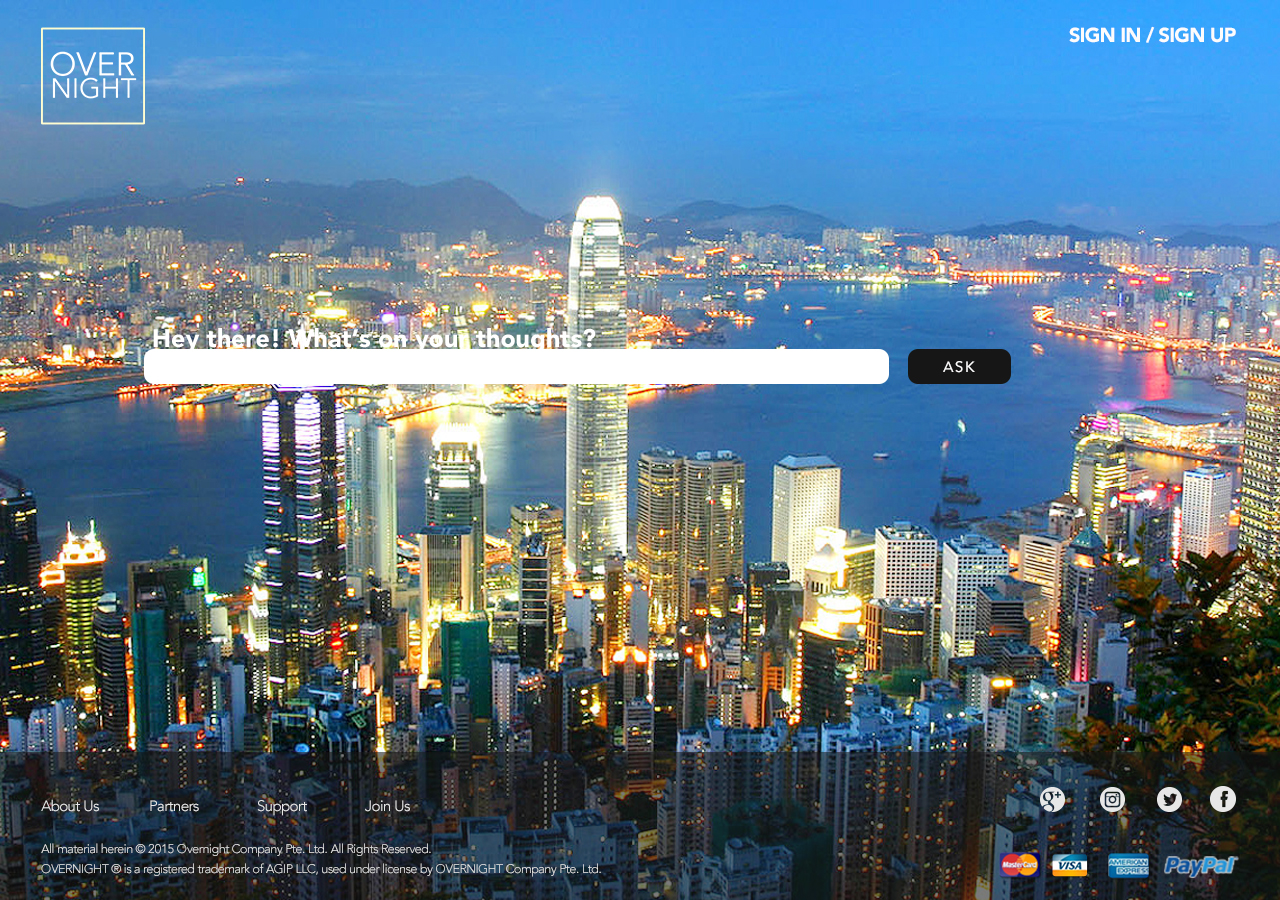 OVER
NIGHT
SIGN IN / SIGN UP
Hey there! What's on your thoughts?
ASK
About Us
Partners
Support
Join Us
All material herein © 2015 Overnight Company Pte. Ltd. All Rights Reserved.
OVERNIGHT ® is a registered trademark of AGIP LLC, used under license by OVERNIGHT Company Pte. Ltd.
MasterCard
VISA
AMERICAN
EXPRESS
PayPal